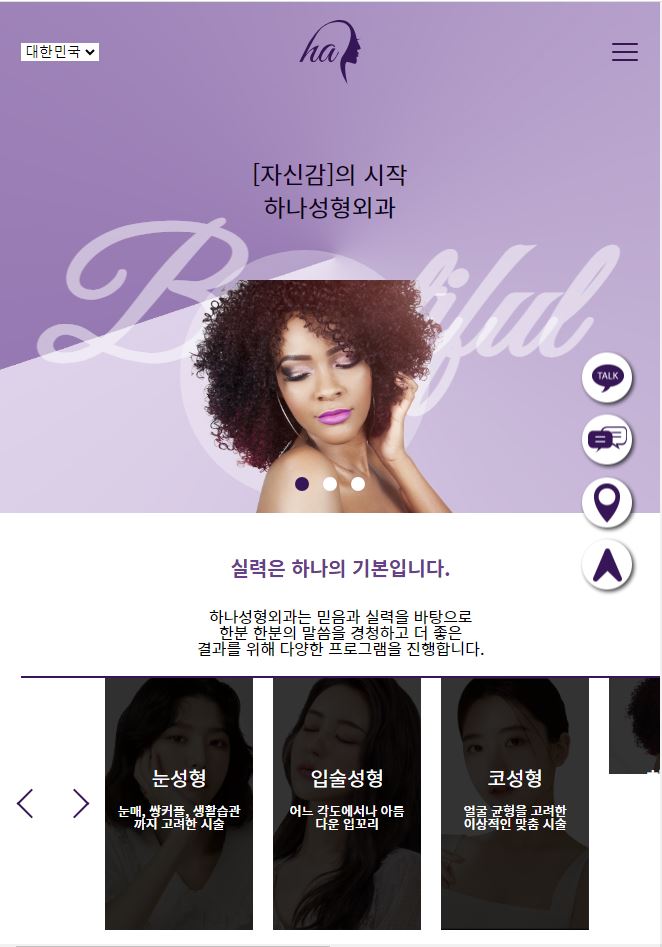 대한민국
ha
[자신감]의 시작
하나성형외과
Beautiful
TALK
실력은 하나의 기본입니다.
하나성형외과는 믿음과 실력을 바탕으로
한분 한분의 말씀을 경청하고 더 좋은
결과를 위해 다양한 프로그램을 진행합니다.
눈성형
눈매, 쌍커플, 생활습관
까지 고려한 시술
입술성형
어느 각도에서나 아름
다운 입꼬리
코성형
얼굴 균형을 고려한
이상적인 맞춤 시술